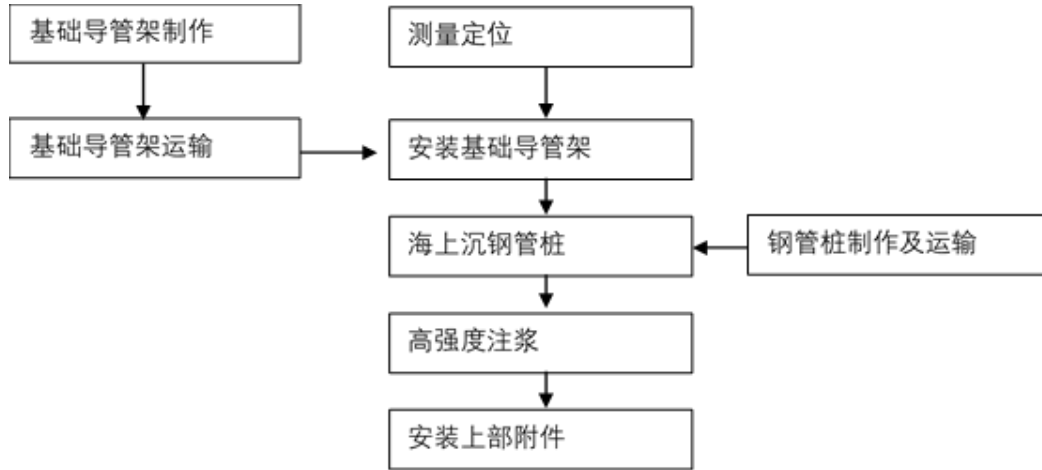 基础导管架制作
测量定位
基础导管架运输
安装基础导管架
海上沉钢管桩
钢管桩制作及运输
高强度注浆
安装上部附件